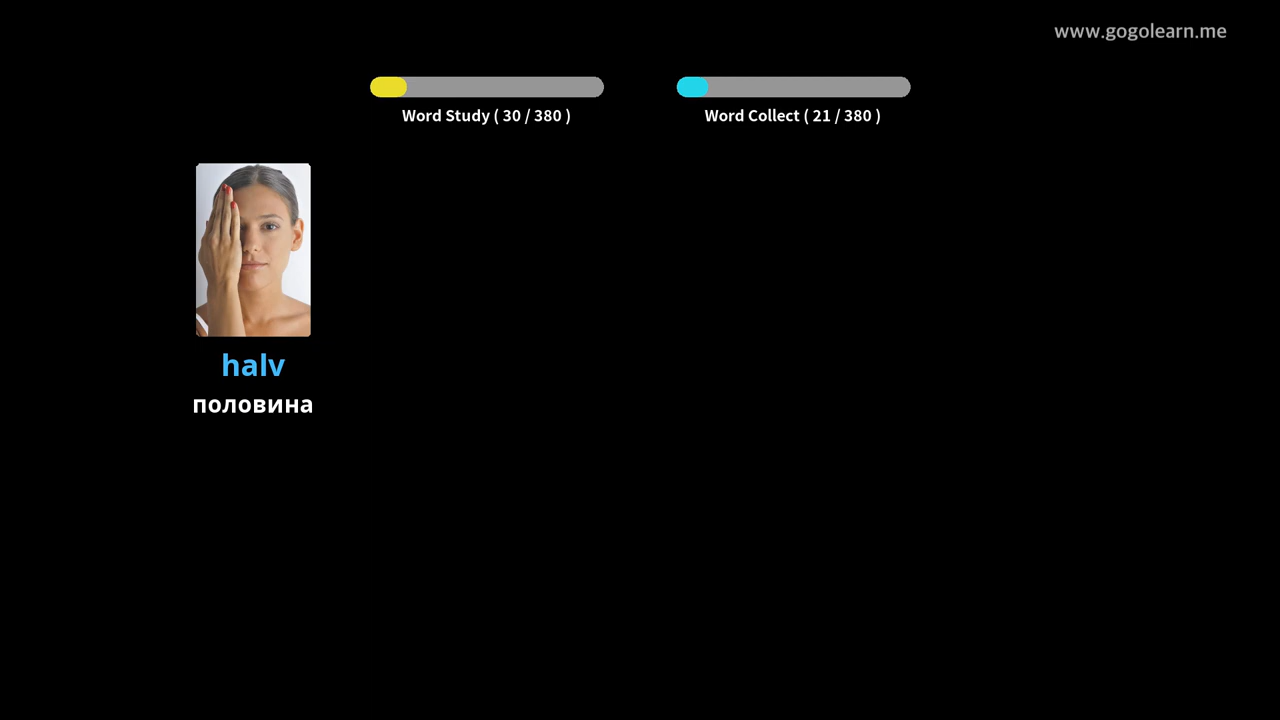 www.gogolearn.me
Word Study ( 30 / 380 )
Word Collect ( 21 / 380 )
halv
половина